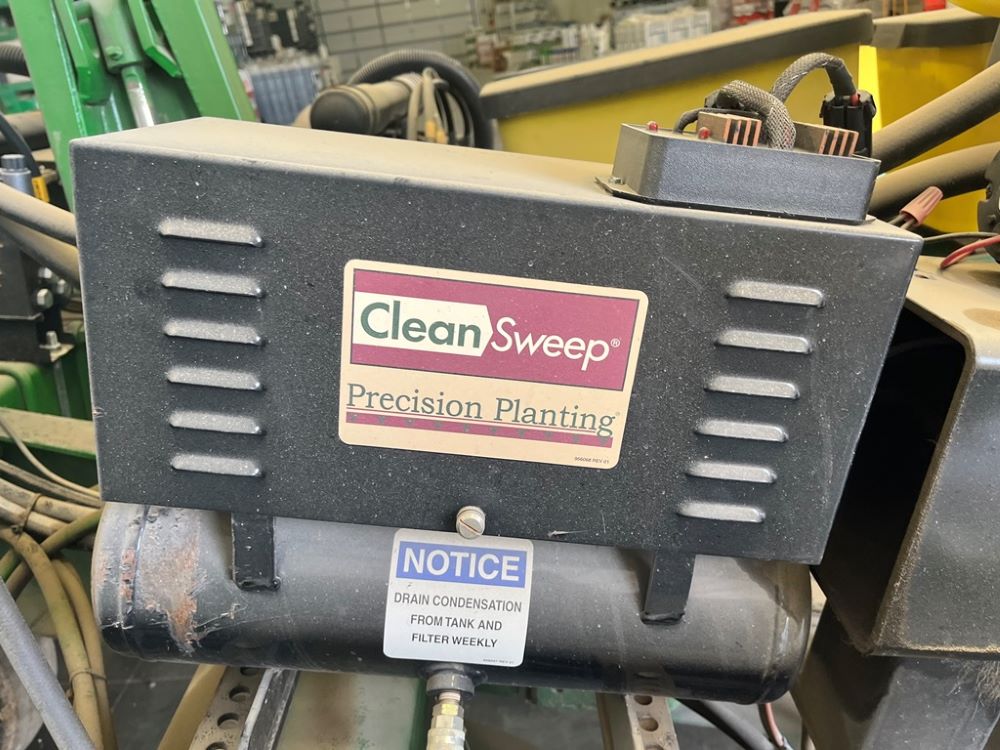 Clean Sweep®
Precision Planting®
NOTICE
DRAIN CONDENSATION
FROM TANK AND
FILTER WEEKLY